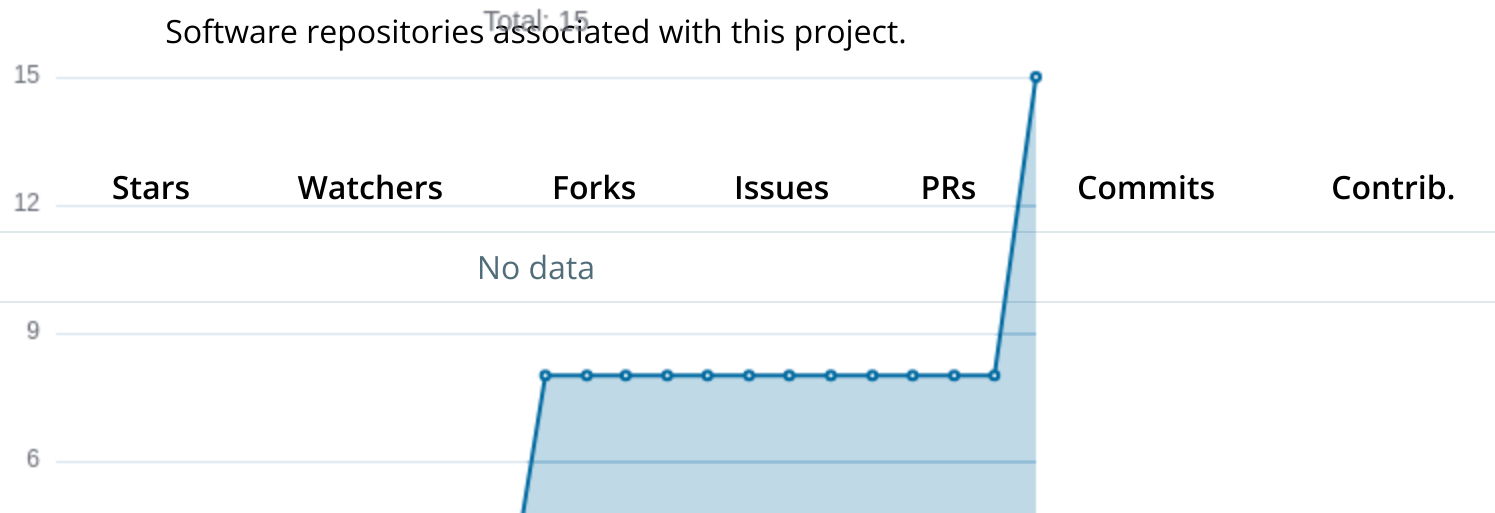 Total: 15
Software repositories associated with this project.
15
Stars Watchers Forks Issues PRs Commits Contrib.
12
No data
9
6